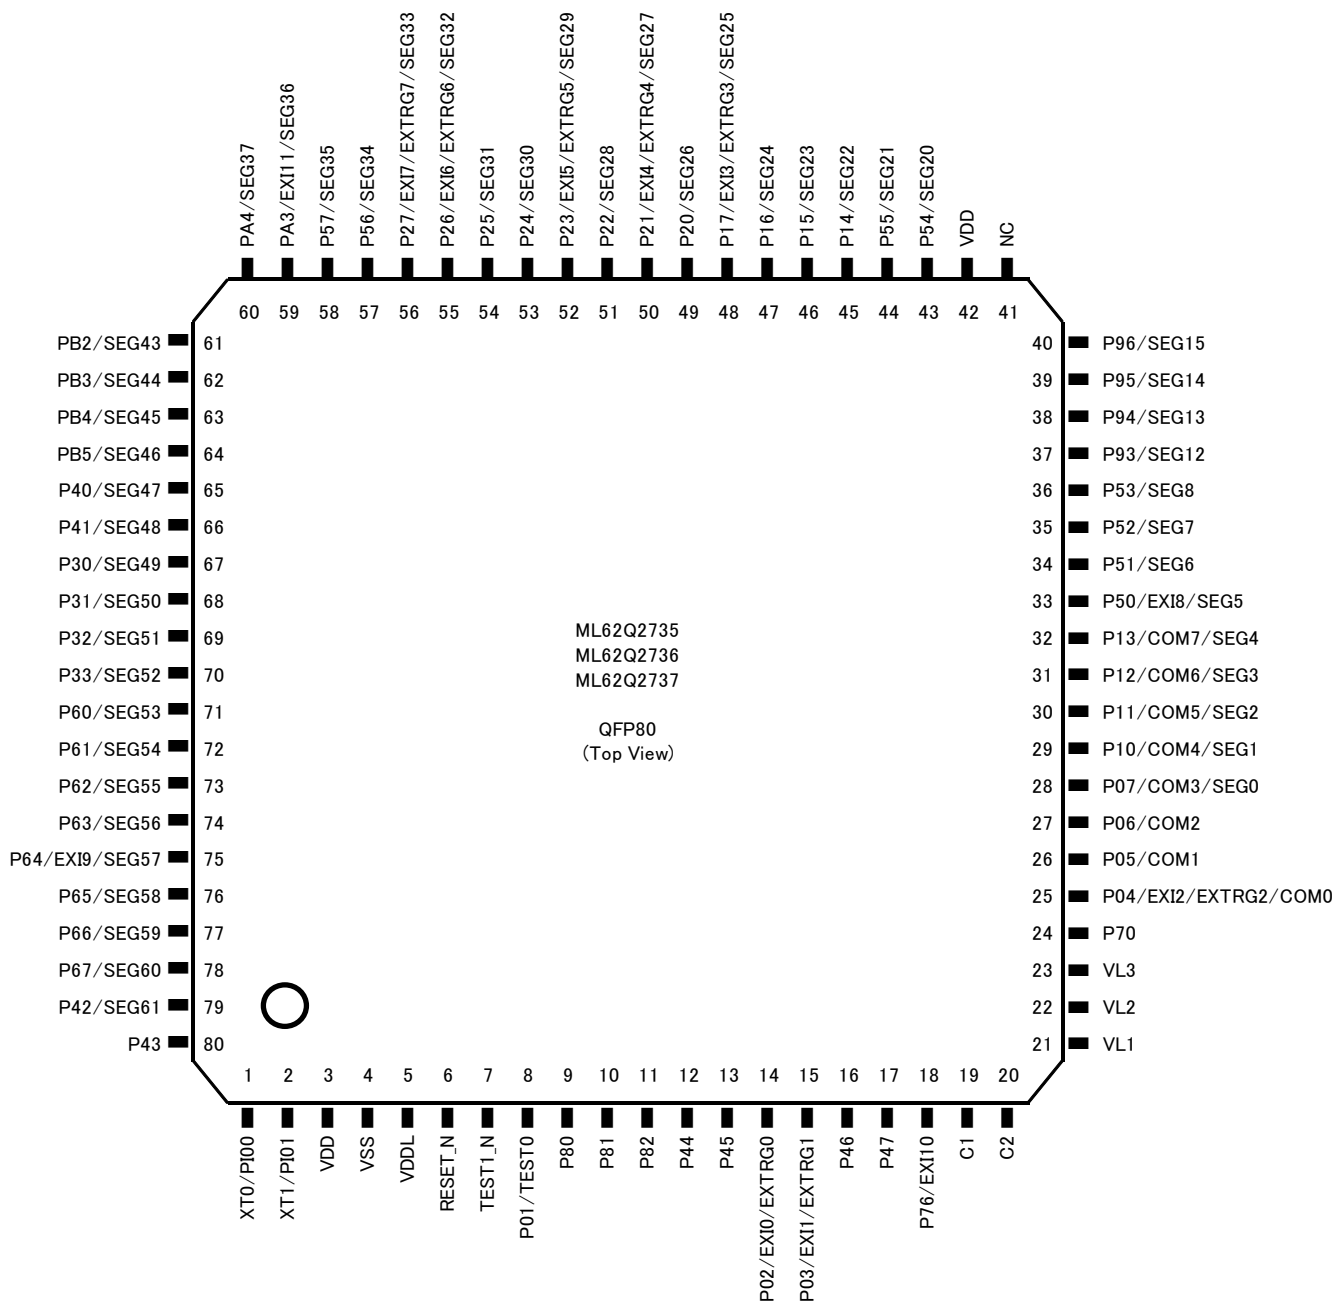 PA4/SEG37
PA3/EXI11/SEG36
P57/SEG35
P56/SEG34
P27/EXI7/EXTRG7/SEG33
P26/EXI6/EXTRG6/SEG32
P25/SEG31
P24/SEG30
P23/EXI5/EXTRG5/SEG29
P22/SEG28
P21/EXI4/EXTRG4/SEG27
P20/SEG26
P17/EXI3/EXTRG3/SEG25
P16/SEG24
P15/SEG23
P14/SEG22
P55/SEG21
P54/SEG20
VDD
NC
60 59 58 57 56 55 54 53 52 51 50 49 48 47 46 45 44 43 42 41
PB2/SEG43 61
PB3/SEG44 62
PB4/SEG45 63
PB5/SEG46 64
P40/SEG47 65
P41/SEG48 66
P30/SEG49 67
P31/SEG50 68
P32/SEG51 69
P33/SEG52 70
P60/SEG53 71
P61/SEG54 72
P62/SEG55 73
P63/SEG56 74
P64/EXI9/SEG57 75
P65/SEG58 76
P66/SEG59 77
P67/SEG60 78
P42/SEG61 79
P43 80
ML62Q2735
ML62Q2736
ML62Q2737
QFP80
(Top View)
40 P96/SEG15
39 P95/SEG14
38 P94/SEG13
37 P93/SEG12
36 P53/SEG8
35 P52/SEG7
34 P51/SEG6
33 P50/EXI8/SEG5
32 P13/COM7/SEG4
31 P12/COM6/SEG3
30 P11/COM5/SEG2
29 P10/COM4/SEG1
28 P07/COM3/SEG0
27 P06/COM2
26 P05/COM1
25 P04/EXI2/EXTRG2/COM0
24 P70
23 VL3
22 VL2
21 VL1
1 2 3 4 5 6 7 8 9 10 11 12 13 14 15 16 17 18 19 20
XT0/PI00
XT1/PI01
VDD
VSS
VDDL
RESET_N
TEST1_N
P01/TEST0
P80
P81
P82
P44
P45
P02/EXI0/EXTRG0
P03/EXI1/EXTRG1
P46
P47
P76/EXI10
C1
C2